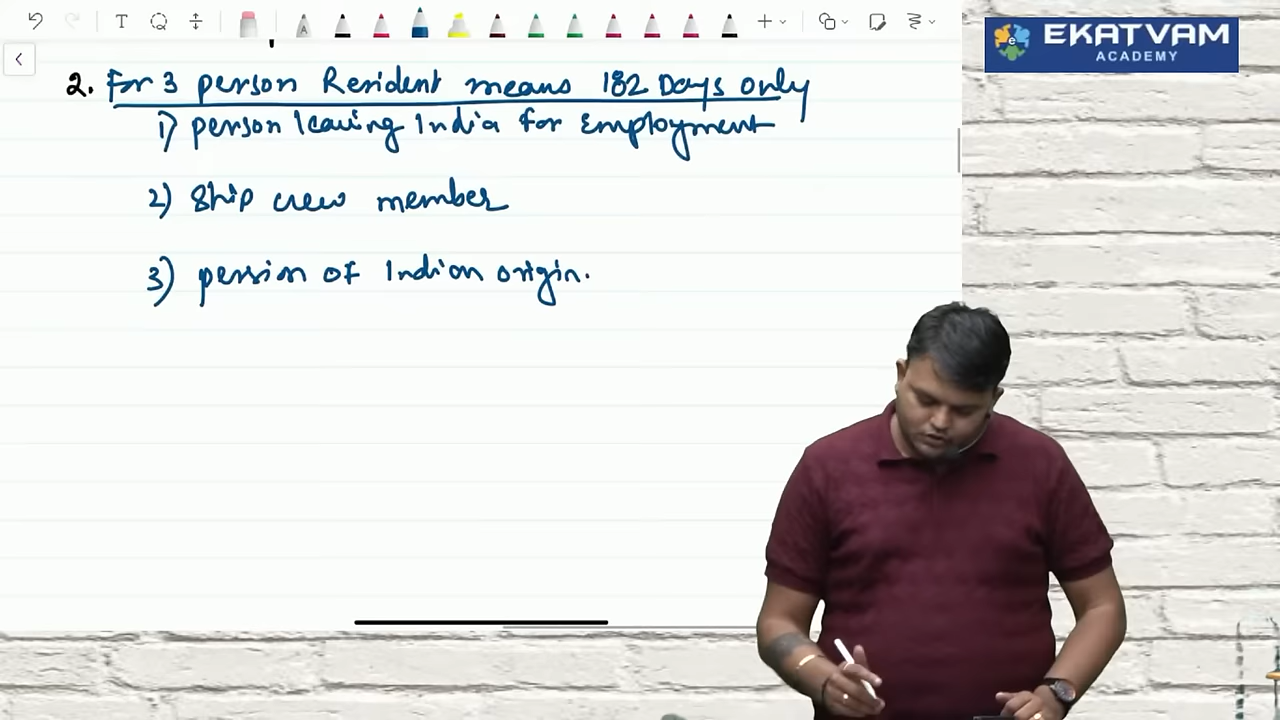 EKATVAM
ACADEMY
2. For 3 person Resident means 182 Days only
1) person leaving India for Employment
2) Ship crew member
3) person of Indian origin.